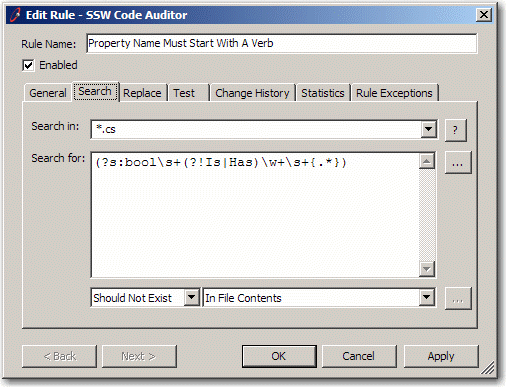 Edit Rule - SSW Code Auditor
Rule Name: Property Name Must Start With A Verb
Enabled
General Search Replace Test Change History Statistics Rule Exceptions
Search in: *.cs ?
Search for: (?s:bool\s+(?!Is|Has)\w+\s+{.*}) ...
Should Not Exist In File Contents ...
< Back Next > OK Cancel Apply